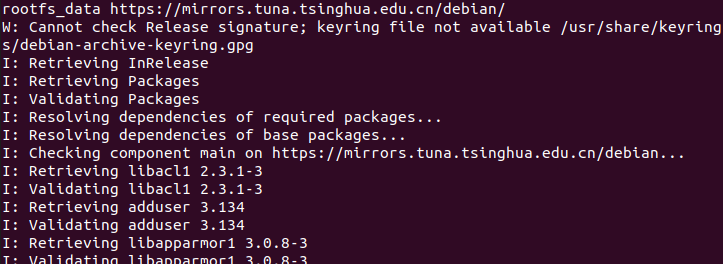 rootfs_data https://mirrors.tuna.tsinghua.edu.cn/debian/
W: Cannot check Release signature; keyring file not available /usr/share/keyring
s/debian-archive-keyring.gpg
I: Retrieving InRelease
I: Retrieving Packages
I: Validating Packages
I: Resolving dependencies of required packages...
I: Resolving dependencies of base packages...
I: Checking component main on https://mirrors.tuna.tsinghua.edu.cn/debian...
I: Retrieving libacl1 2.3.1-3
I: Validating libacl1 2.3.1-3
I: Retrieving adduser 3.134
I: Validating adduser 3.134
I: Retrieving libapparmor1 3.0.8-3
I: Validating libapparmor1 3.0.8-3